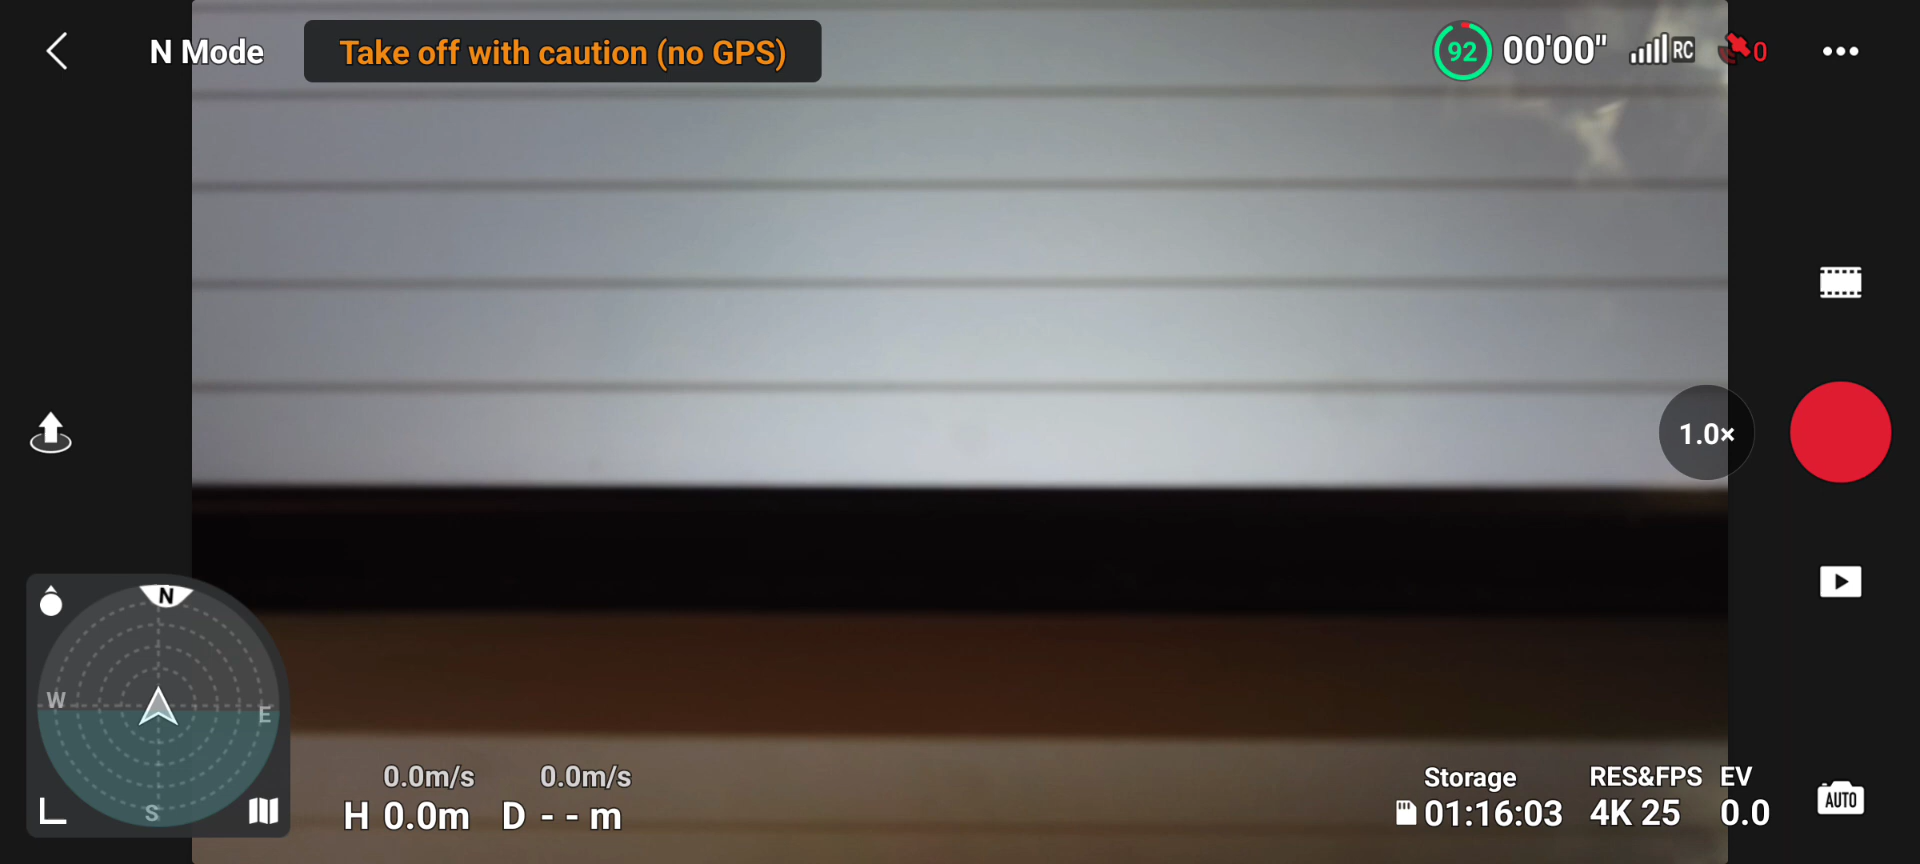 N Mode
Take off with caution (no GPS)
92
00'00"
RC
0
1.0×
N
W
E
S
0.0m/s 0.0m/s
H 0.0m D - - m
Storage
01:16:03
RES&FPS
4K 25
EV
0.0
AUTO